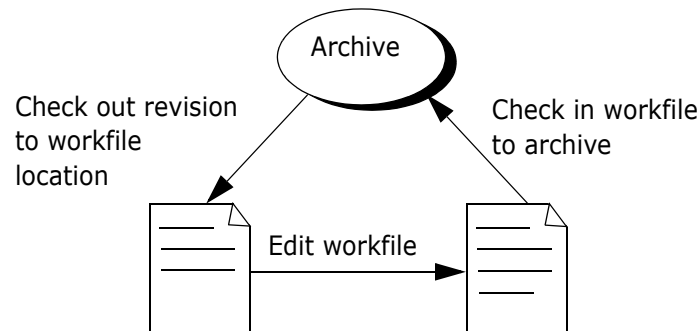 Archive
Check out revision
to workfile
location
Check in workfile
to archive
Edit workfile